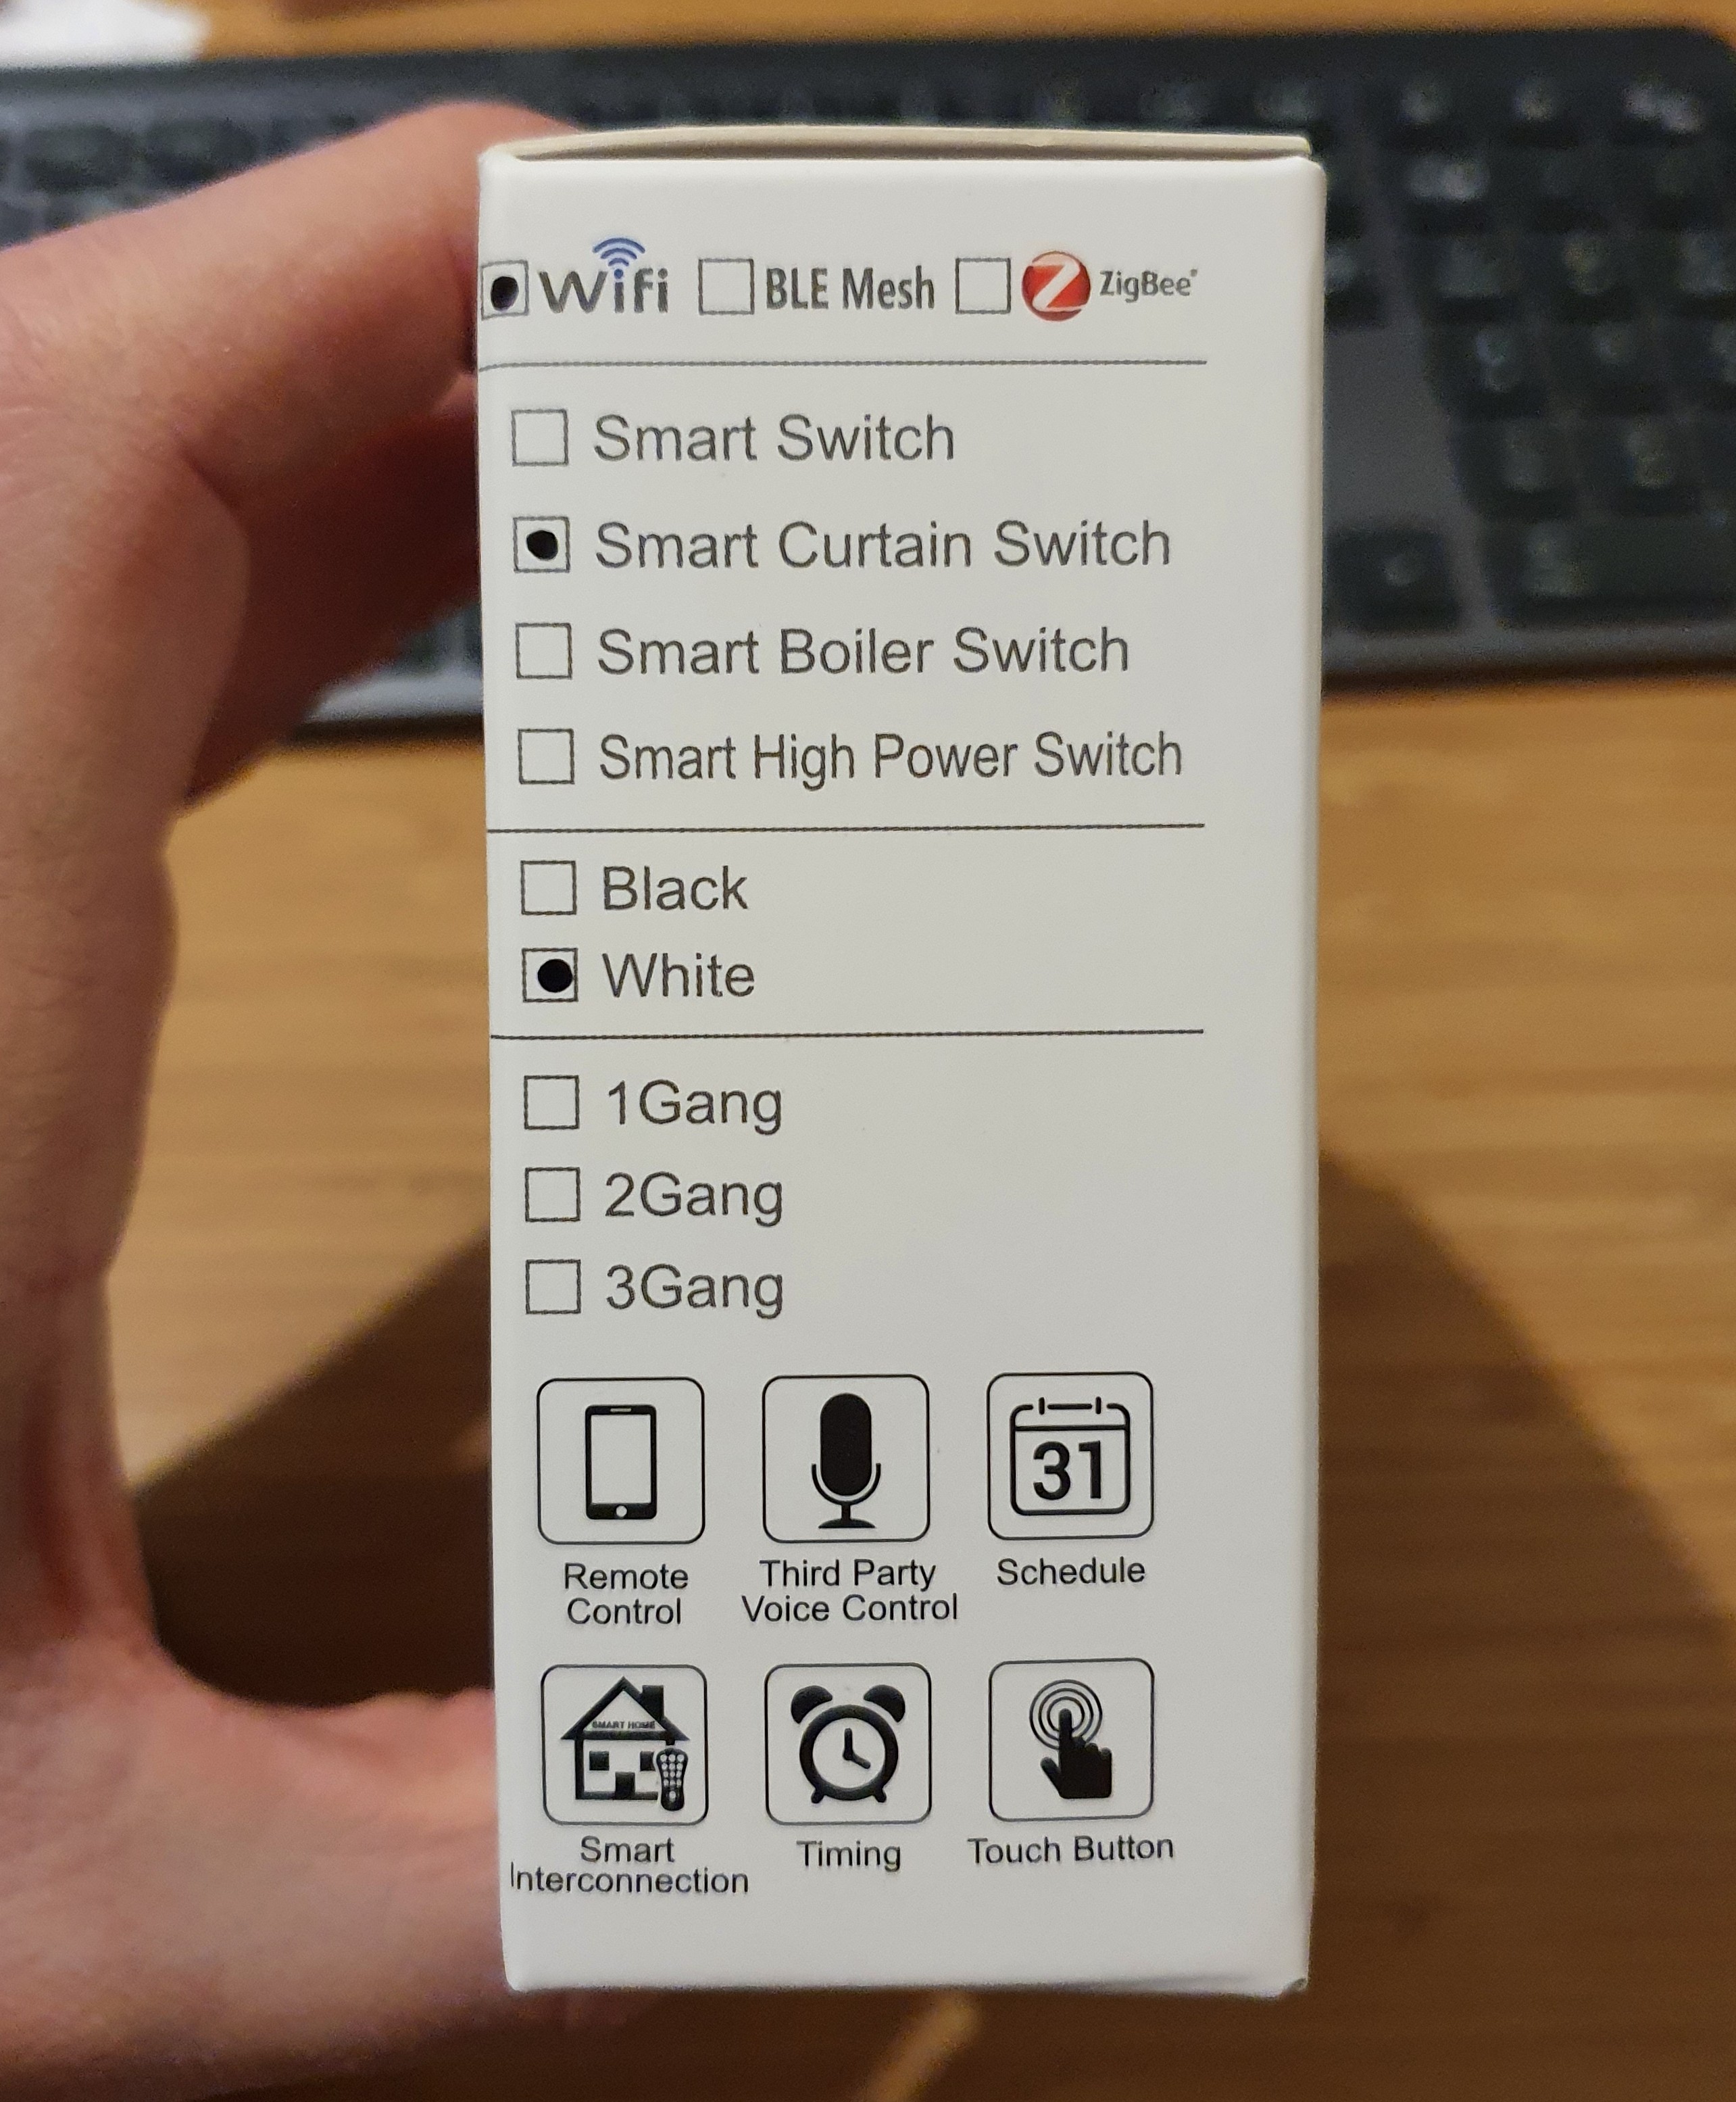 Wifi BLE Mesh ZigBee®
Smart Switch
Smart Curtain Switch
Smart Boiler Switch
Smart High Power Switch
Black
White
1Gang
2Gang
3Gang
31
Remote Control
Third Party Voice Control
Schedule
SMART HOME
Smart Interconnection
Timing
Touch Button